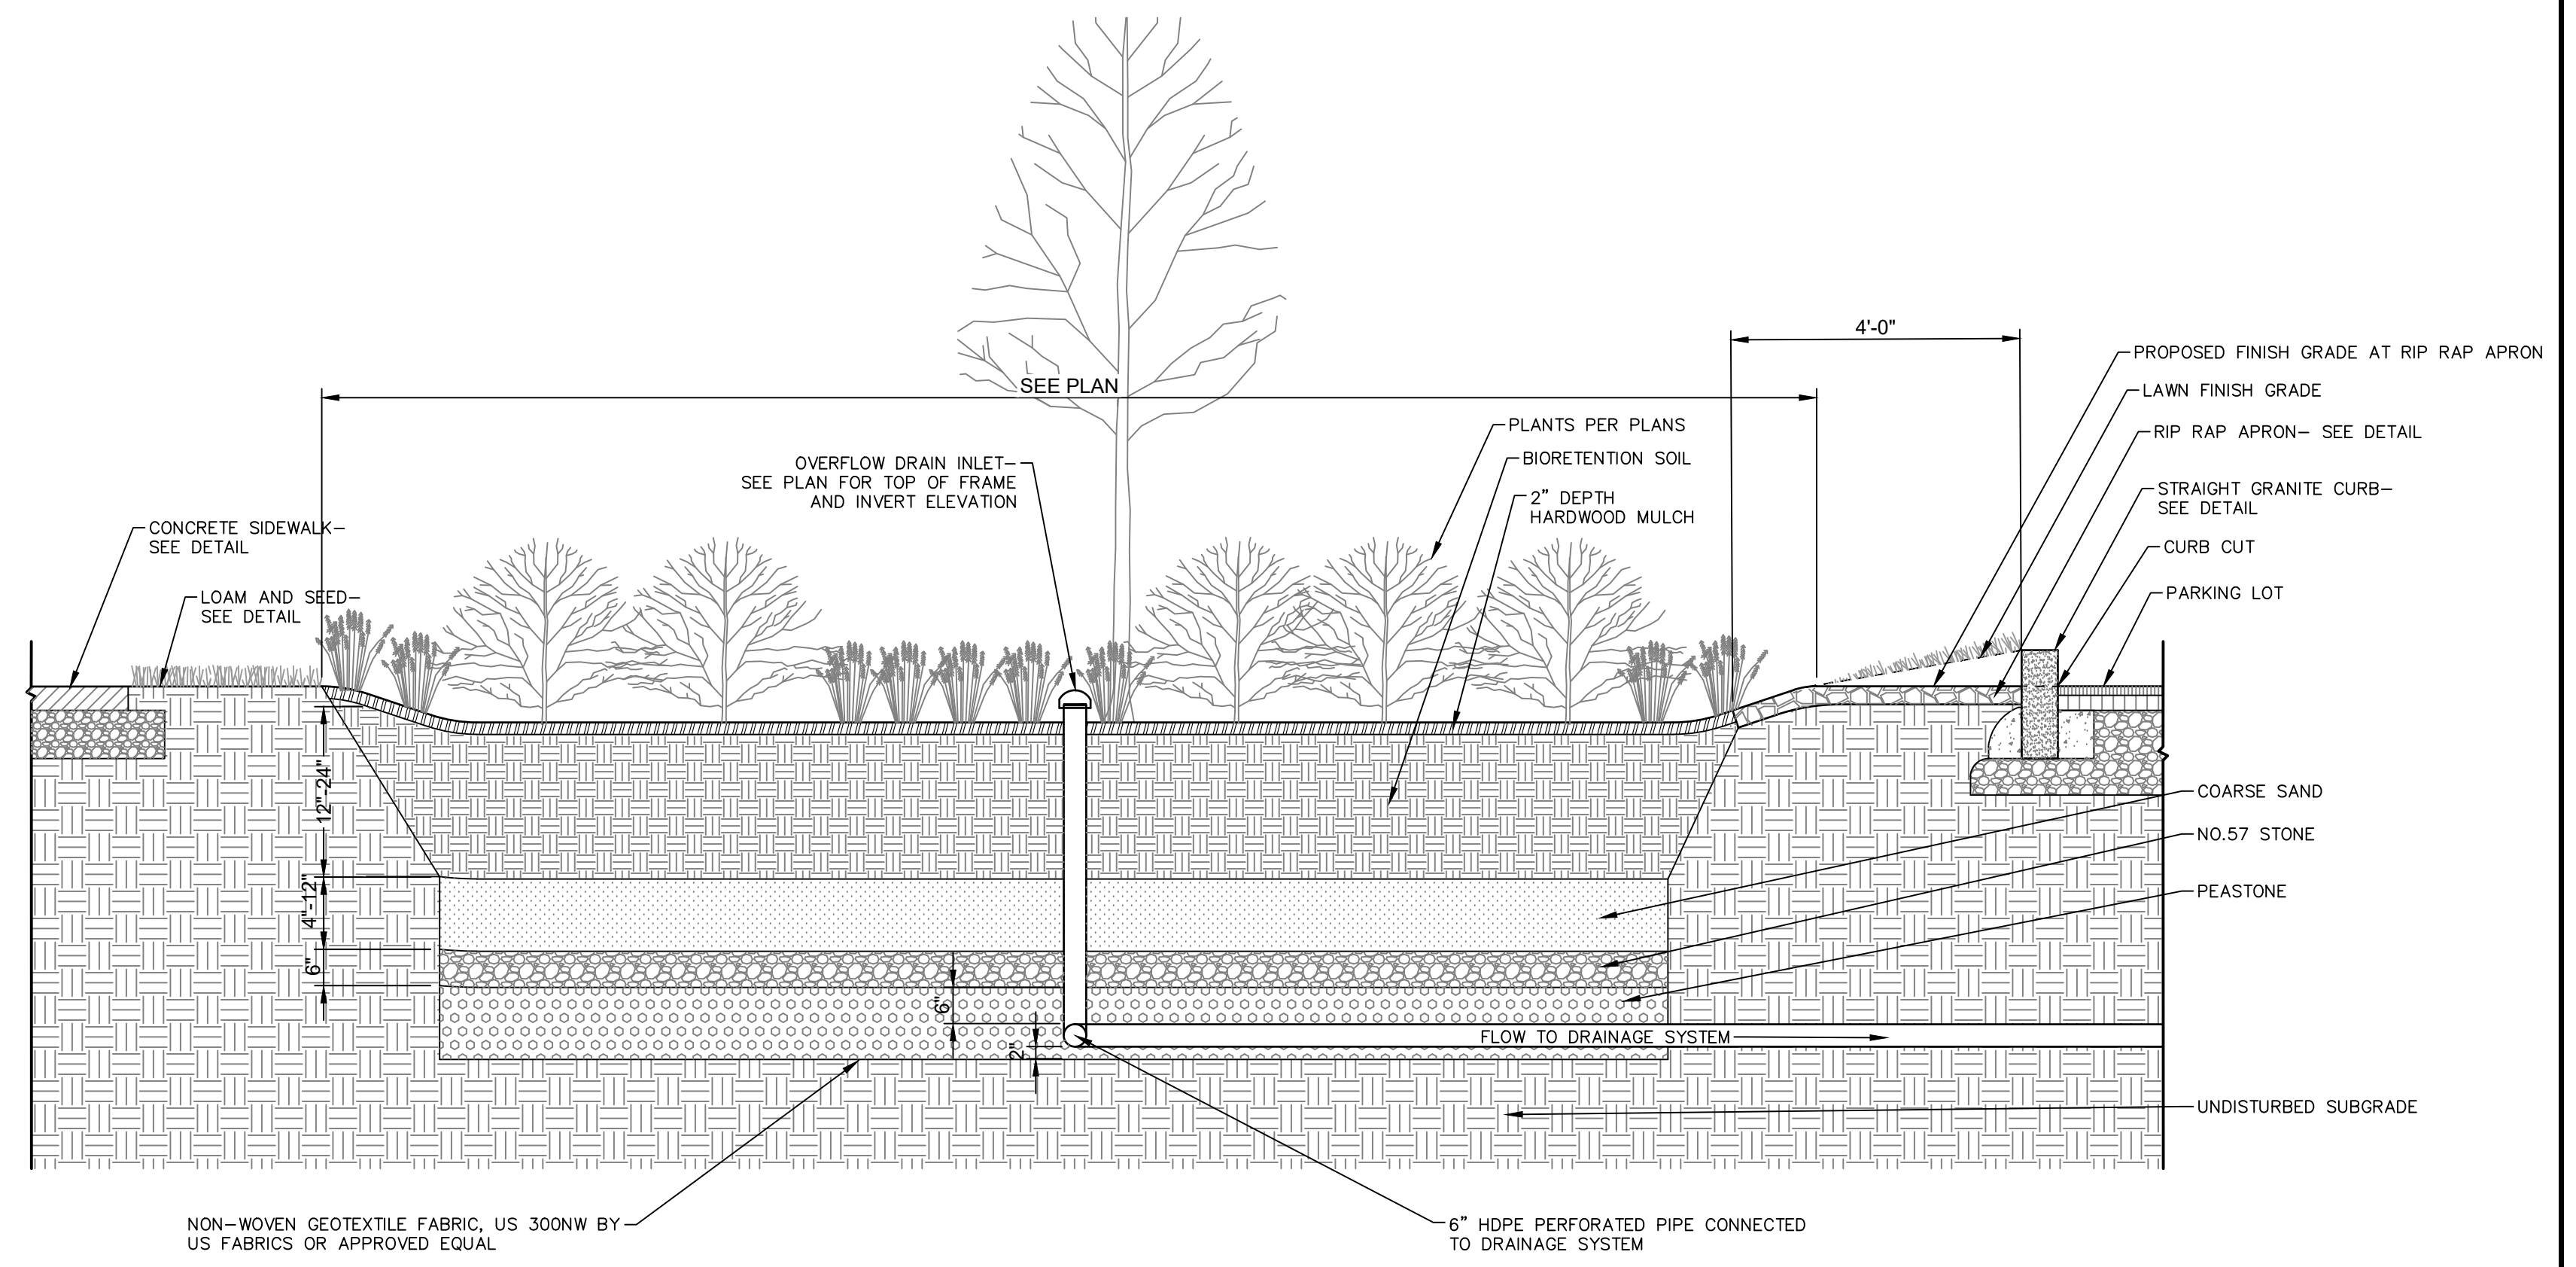 4'-0"
PROPOSED FINISH GRADE AT RIP RAP APRON
SEE PLAN
LAWN FINISH GRADE
PLANTS PER PLANS
RIP RAP APRON– SEE DETAIL
OVERFLOW DRAIN INLET–
SEE PLAN FOR TOP OF FRAME
AND INVERT ELEVATION
BIORETENTION SOIL
2” DEPTH
HARDWOOD MULCH
STRAIGHT GRANITE CURB–
SEE DETAIL
CONCRETE SIDEWALK–
SEE DETAIL
CURB CUT
LOAM AND SEED–
SEE DETAIL
PARKING LOT
12"-24"
COARSE SAND
NO.57 STONE
4"-12"
PEASTONE
6"
6"
2"
FLOW TO DRAINAGE SYSTEM
UNDISTURBED SUBGRADE
NON–WOVEN GEOTEXTILE FABRIC, US 300NW BY
US FABRICS OR APPROVED EQUAL
6” HDPE PERFORATED PIPE CONNECTED
TO DRAINAGE SYSTEM